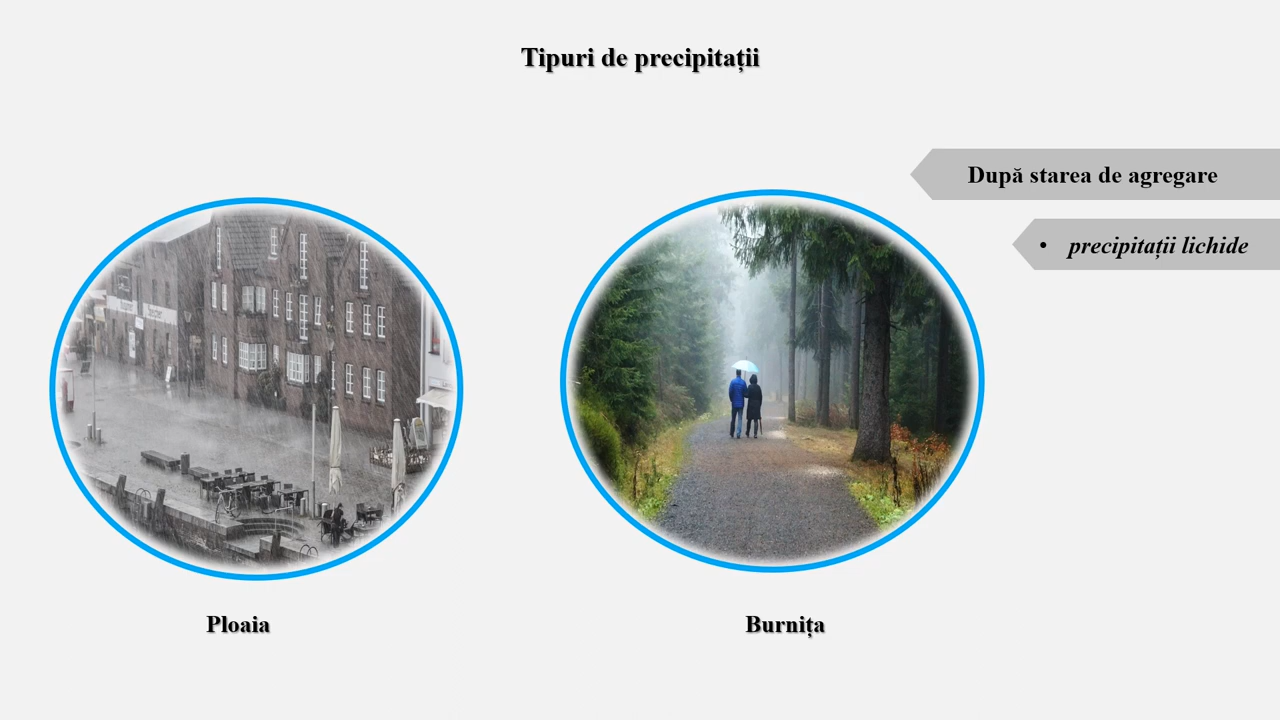 Tipuri de precipitații
După starea de agregare
• precipitații lichide
Ploaia
Burnița